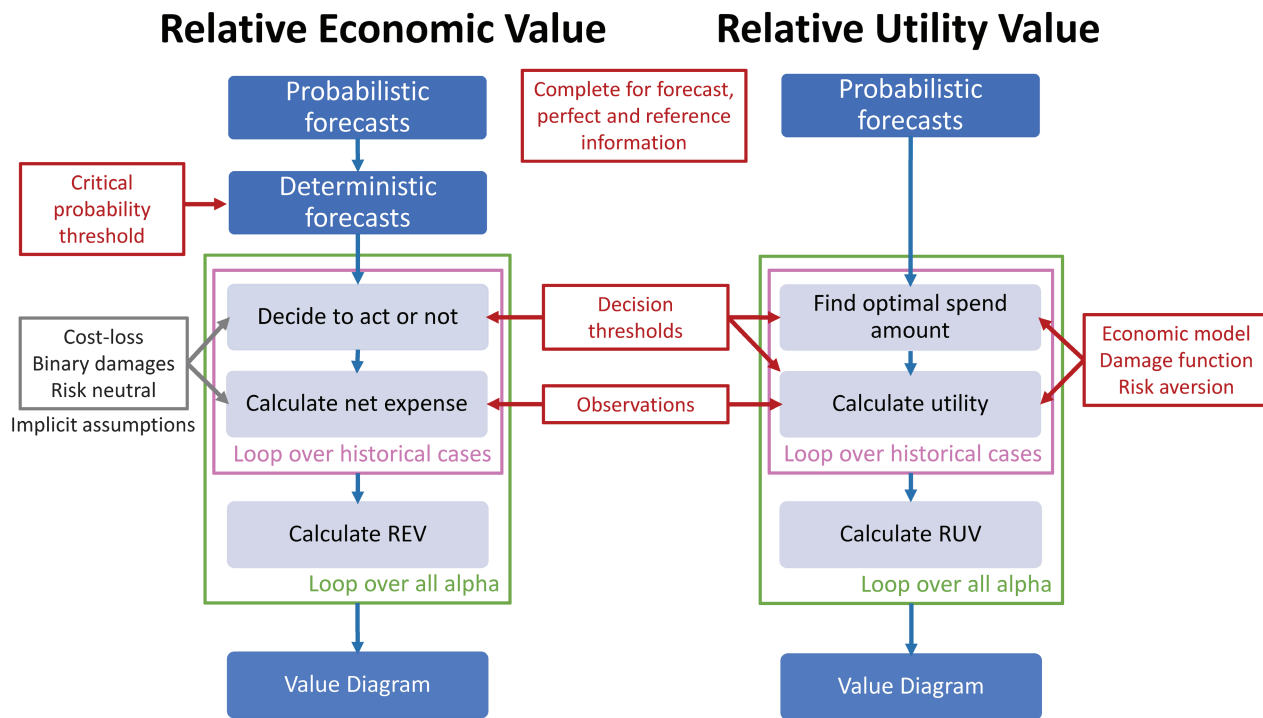 Relative Economic Value
Relative Utility Value
Probabilistic
forecasts
Complete for forecast,
perfect and reference
information
Probabilistic
forecasts
Critical
probability
threshold
Deterministic
forecasts
Decide to act or not
Decision
thresholds
Find optimal spend
amount
Cost-loss
Binary damages
Risk neutral
Implicit assumptions
Economic model
Damage function
Risk aversion
Calculate net expense
Observations
Calculate utility
Loop over historical cases
Loop over historical cases
Calculate REV
Calculate RUV
Loop over all alpha
Loop over all alpha
Value Diagram
Value Diagram